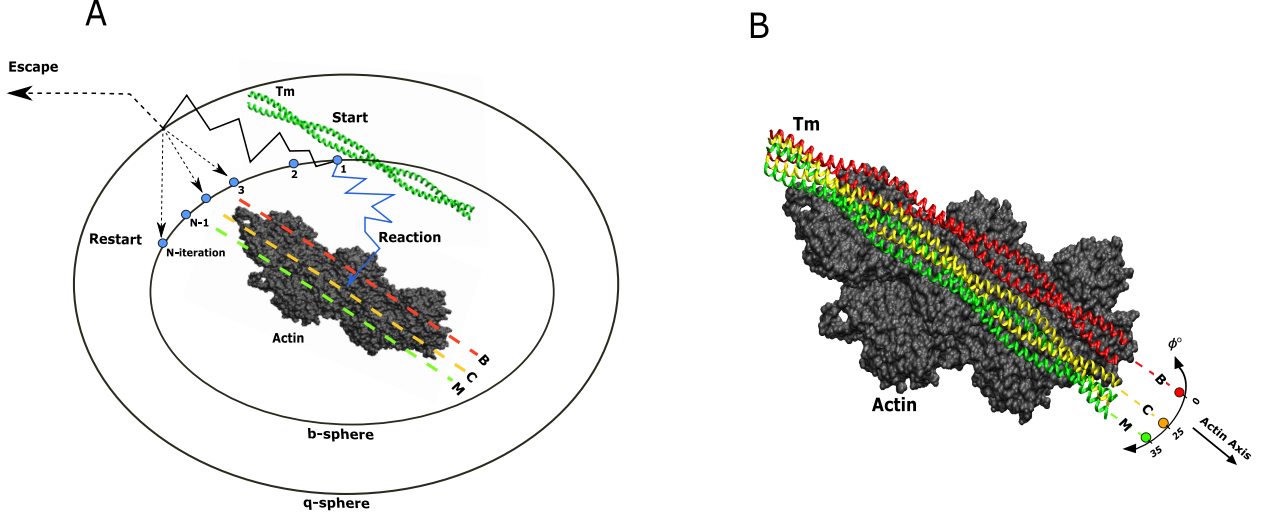 A
Escape
Tm
Start
1
2
3
N-1
N-iteration
Restart
Reaction
Actin
B
C
M
b-sphere
q-sphere
B
Tm
Actin
ϕ°
B
C
M
0
25
35
Actin Axis